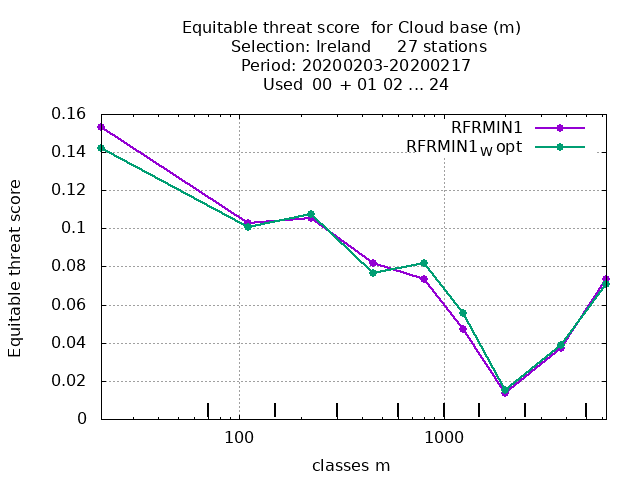 Equitable threat score  for Cloud base (m)
Selection: Ireland     27 stations
Period: 20200203-20200217
Used  00  + 01 02 ... 24
RFRMIN1
RFRMIN1W opt
0.16
0.14
0.12
0.1
0.08
0.06
0.04
0.02
0
Equitable threat score
100
1000
classes m